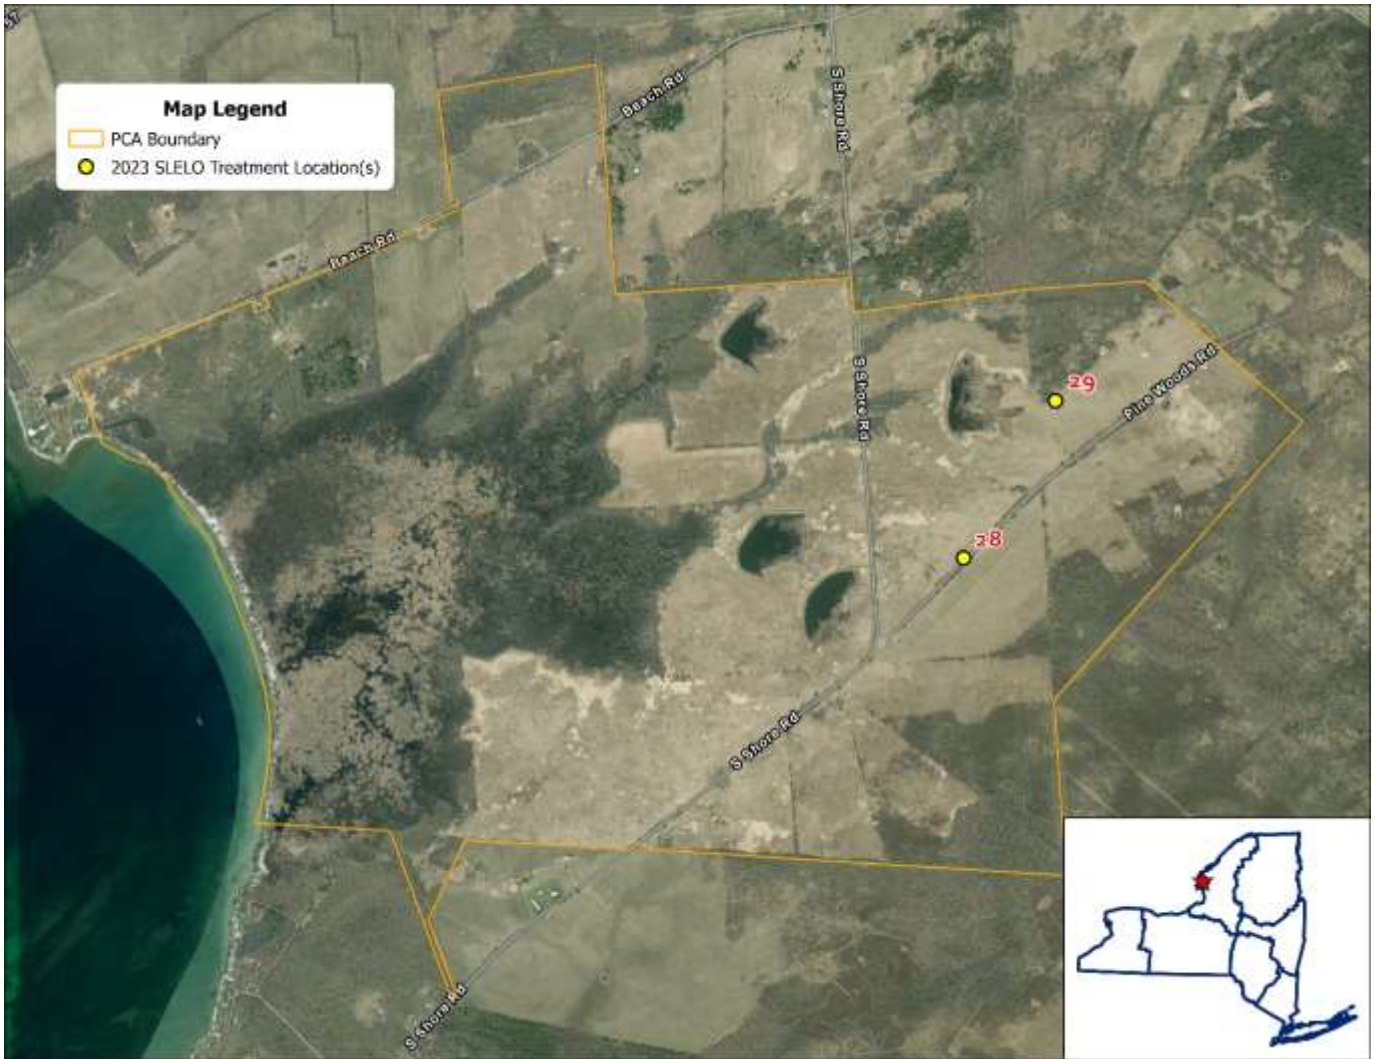 ST
Map Legend
PCA Boundary
2023 SLELO Treatment Location(s)
Beach Rd
S Shore Rd
Beach Rd
S Shore Rd
Pine Woods Rd
29
28
S Shore Rd
S Shore Rd